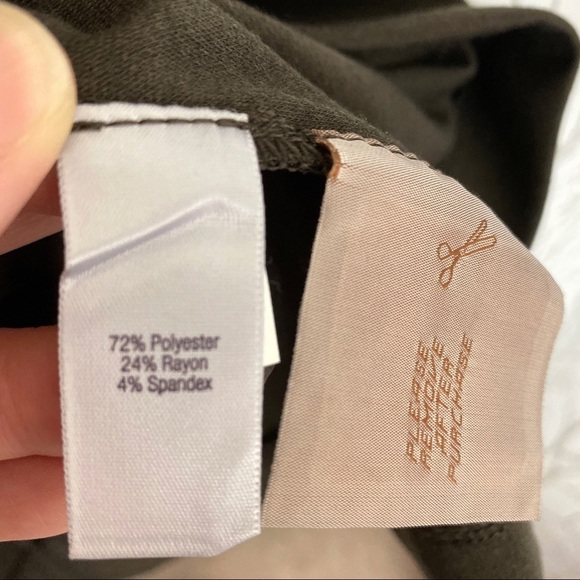 72% Polyester
24% Rayon
4% Spandex
PLEASE
REMOVE
AFTER
PURCHASE